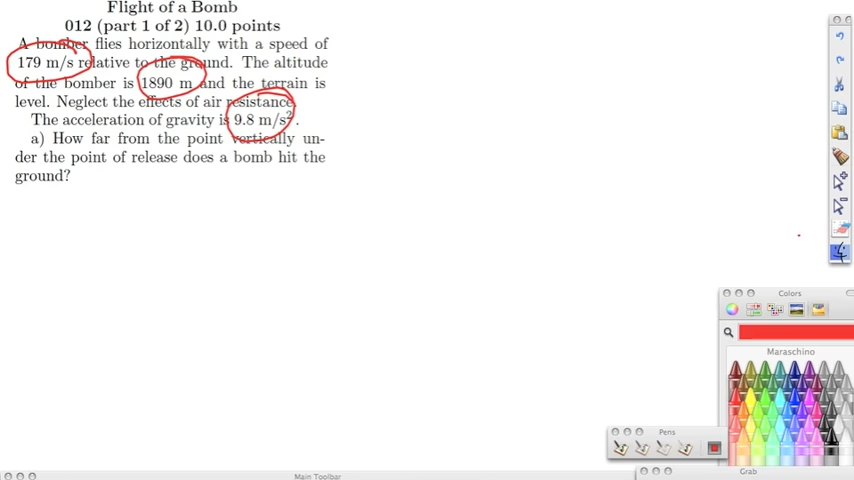 Flight of a Bomb
012 (part 1 of 2) 10.0 points
A bomber flies horizontally with a speed of
179 m/s relative to the ground. The altitude
of the bomber is 1890 m and the terrain is
level. Neglect the effects of air resistance.
The acceleration of gravity is 9.8 m/s².
a) How far from the point vertically un-
der the point of release does a bomb hit the
ground?
Colors
Maraschino
Pens
Grab
Main Toolbar